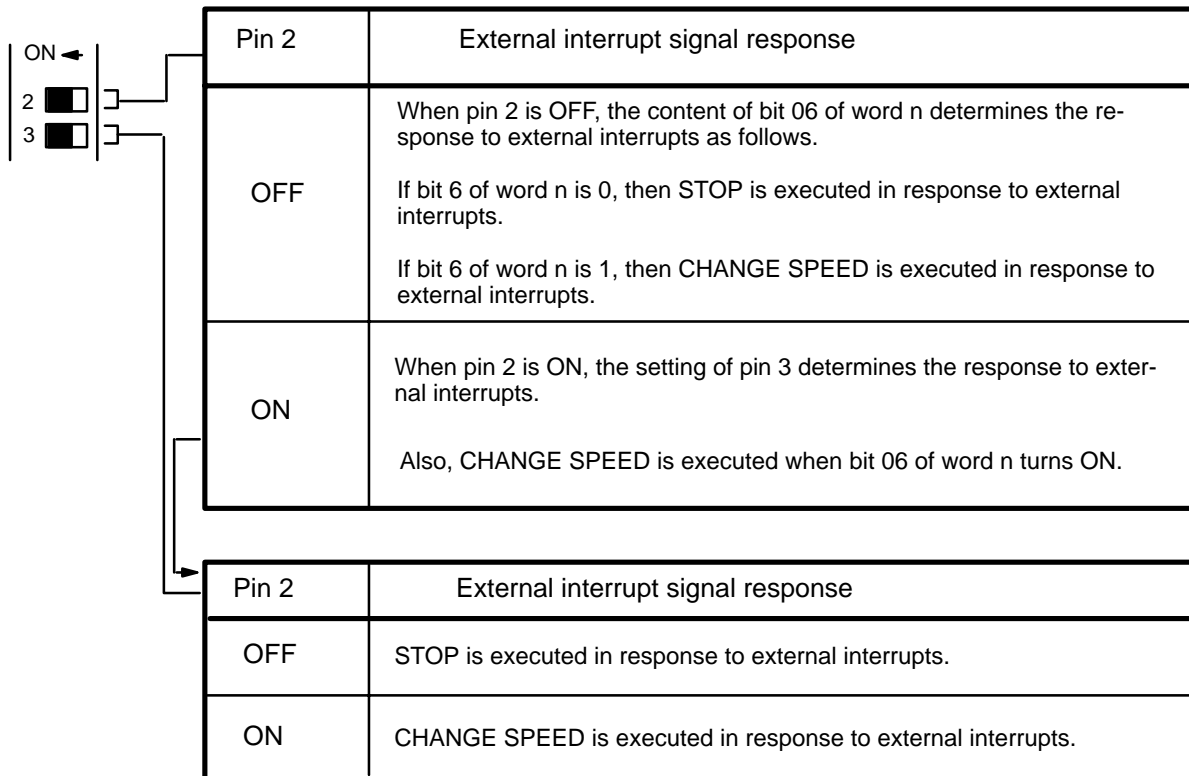 ON
2
3
Pin 2
External interrupt signal response
OFF
When pin 2 is OFF, the content of bit 06 of word n determines the re-
sponse to external interrupts as follows.
If bit 6 of word n is 0, then STOP is executed in response to external
interrupts.
If bit 6 of word n is 1, then CHANGE SPEED is executed in response to
external interrupts.
ON
When pin 2 is ON, the setting of pin 3 determines the response to exter-
nal interrupts.
Also, CHANGE SPEED is executed when bit 06 of word n turns ON.
Pin 2
External interrupt signal response
OFF
STOP is executed in response to external interrupts.
ON
CHANGE SPEED is executed in response to external interrupts.